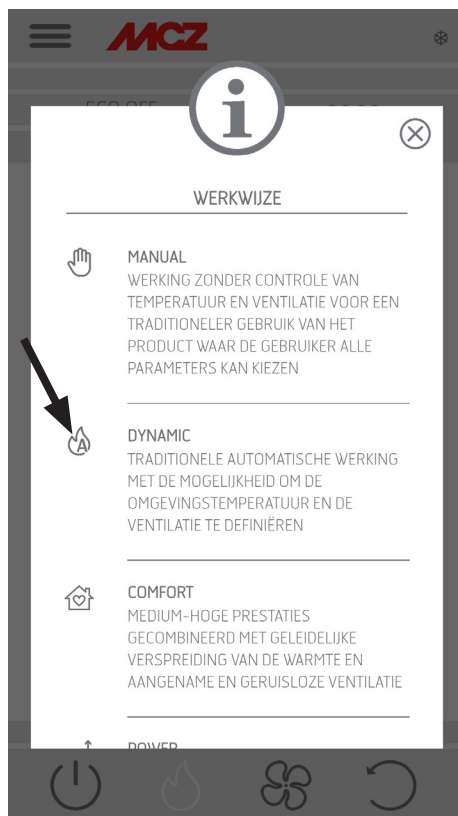 MCZ
WERKWIJZE
MANUAL
WERKING ZONDER CONTROLE VAN
TEMPERATUUR EN VENTILATIE VOOR EEN
TRADITIONELER GEBRUIK VAN HET
PRODUCT WAAR DE GEBRUIKER ALLE
PARAMETERS KAN KIEZEN
A
DYNAMIC
TRADITIONELE AUTOMATISCHE WERKING
MET DE MOGELIJKHEID OM DE
OMGEVINGSTEMPERATUUR EN DE
VENTILATIE TE DEFINIËREN
COMFORT
MEDIUM-HOGE PRESTATIES
GECOMBINEERD MET GELEIDELIJKE
VERSPREIDING VAN DE WARMTE EN
AANGENAME EN GERUISLOZE VENTILATIE
POWER